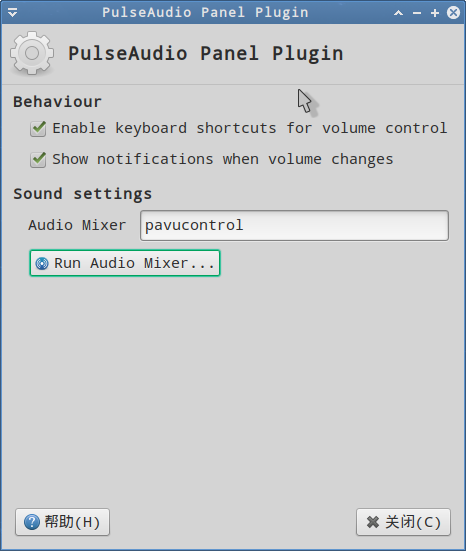 PulseAudio Panel Plugin
PulseAudio Panel Plugin
Behaviour
Enable keyboard shortcuts for volume control
Show notifications when volume changes
Sound settings
Audio Mixer pavucontrol
Run Audio Mixer...
帮助(H) 关闭(C)